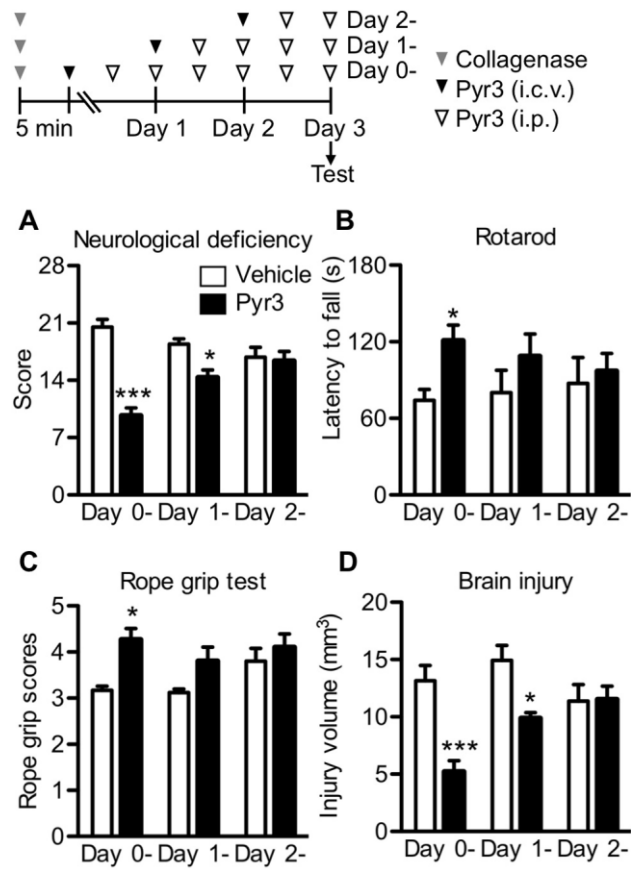 Day 2-
Day 1-
Day 0-
5 min
Day 1
Day 2
Day 3
Test
Collagenase
Pyr3 (i.c.v.)
Pyr3 (i.p.)
A
Neurological deficiency
Score
28
21
14
7
0
Vehicle
Pyr3
***
*
Day 0- Day 1- Day 2-
B
Rotarod
Latency to fall (s)
180
120
60
0
*
Day 0- Day 1- Day 2-
C
Rope grip test
Rope grip scores
5
4
3
2
1
0
*
Day 0- Day 1- Day 2-
D
Brain injury
Injury volume (mm³)
20
15
10
5
0
***
*
Day 0- Day 1- Day 2-